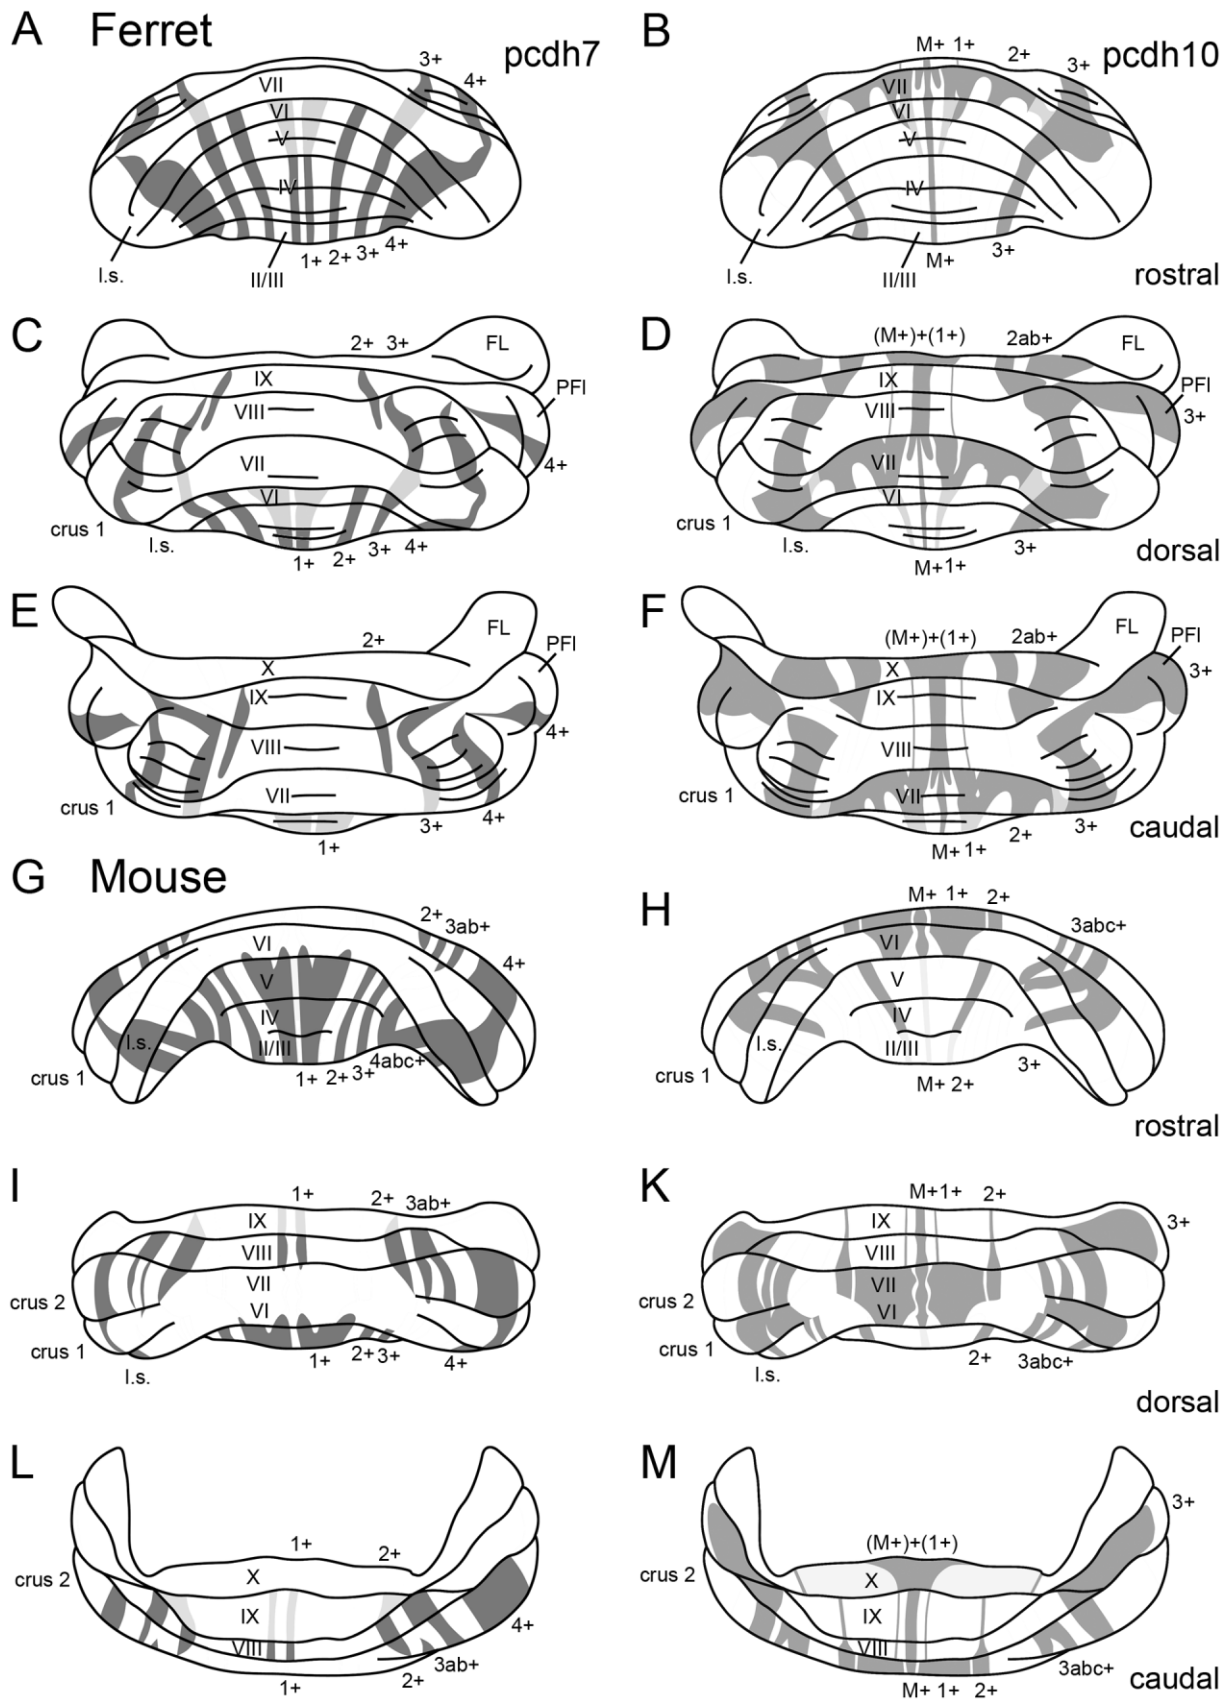 A Ferret pcdh7
3+
4+
VII
VI
V
IV
l.s.
II/III
1+ 2+ 3+ 4+
B pcdh10
M+ 1+ 2+ 3+
VII
VI
V
IV
l.s.
II/III
M+
3+
rostral
C
2+ 3+
FL
PFl
IX
VIII
VII
VI
4+
crus 1
l.s.
1+ 2+ 3+ 4+
D
(M+)+(1+) 2ab+
FL
PFl
3+
IX
VIII
VII
VI
crus 1
l.s.
M+ 1+
3+
dorsal
E
2+
FL
PFl
X
IX
VIII
VII
4+
crus 1
1+
3+
4+
F
(M+)+(1+) 2ab+
FL
PFl
3+
X
IX
VIII
VII
crus 1
M+ 1+
2+
3+
caudal
G Mouse
2+
3ab+
4+
VI
V
IV
II/III
l.s.
crus 1
1+ 2+ 3+ 4abc+
H
M+ 1+ 2+
3abc+
VI
V
IV
II/III
l.s.
crus 1
M+ 2+
3+
rostral
I
1+ 2+ 3ab+
IX
VIII
VII
VI
crus 2
crus 1
l.s.
1+ 2+ 3+ 4+
K
M+ 1+ 2+
3+
IX
VIII
VII
VI
crus 2
crus 1
l.s.
2+
3abc+
dorsal
L
1+ 2+
crus 2
X
IX
VIII
4+
3ab+
2+
1+
M
(M+)+(1+)
3+
crus 2
X
IX
VIII
3abc+
M+ 1+ 2+
caudal